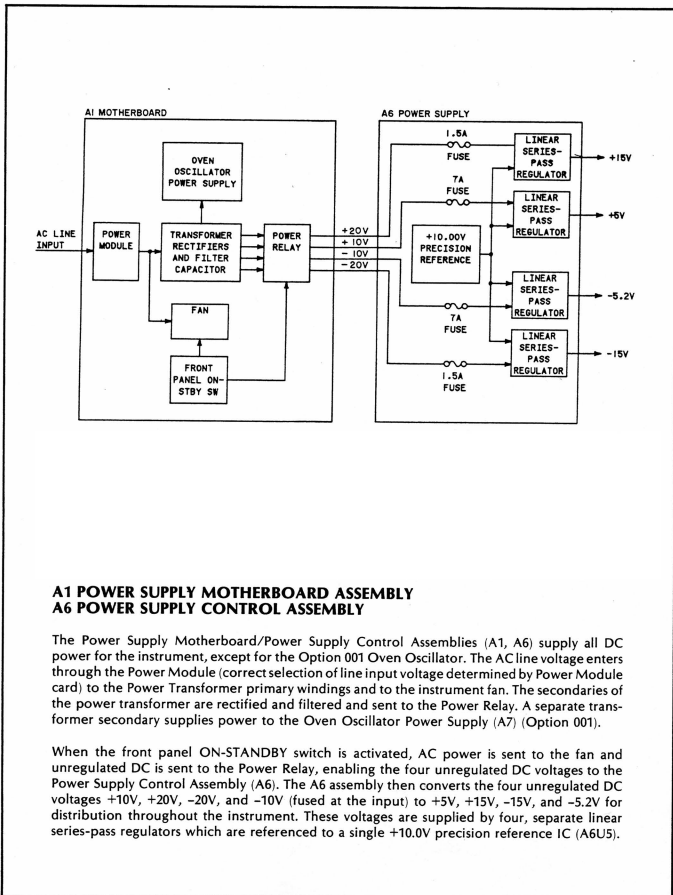 A1 MOTHERBOARD
A6 POWER SUPPLY
OVEN
OSCILLATOR
POWER SUPPLY
AC LINE
INPUT
POWER
MODULE
TRANSFORMER
RECTIFIERS
AND FILTER
CAPACITOR
POWER
RELAY
FAN
FRONT
PANEL ON-
STBY SW
+20V
+10V
-10V
-20V
1.5A
FUSE
7A
FUSE
+10.00V
PRECISION
REFERENCE
7A
FUSE
1.5A
FUSE
LINEAR
SERIES-
PASS
REGULATOR
+15V
LINEAR
SERIES-
PASS
REGULATOR
+5V
LINEAR
SERIES-
PASS
REGULATOR
-5.2V
LINEAR
SERIES-
PASS
REGULATOR
-15V
A1 POWER SUPPLY MOTHERBOARD ASSEMBLY
A6 POWER SUPPLY CONTROL ASSEMBLY
The Power Supply Motherboard/Power Supply Control Assemblies (A1, A6) supply all DC
power for the instrument, except for the Option 001 Oven Oscillator. The AC line voltage enters
through the Power Module (correct selection of line input voltage determined by Power Module
card) to the Power Transformer primary windings and to the instrument fan. The secondaries of
the power transformer are rectified and filtered and sent to the Power Relay. A separate trans-
former secondary supplies power to the Oven Oscillator Power Supply (A7) (Option 001).
When the front panel ON-STANDBY switch is activated, AC power is sent to the fan and
unregulated DC is sent to the Power Relay, enabling the four unregulated DC voltages to the
Power Supply Control Assembly (A6). The A6 assembly then converts the four unregulated DC
voltages +10V, +20V, -20V, and -10V (fused at the input) to +5V, +15V, -15V, and -5.2V for
distribution throughout the instrument. These voltages are supplied by four, separate linear
series-pass regulators which are referenced to a single +10.0V precision reference IC (A6U5).